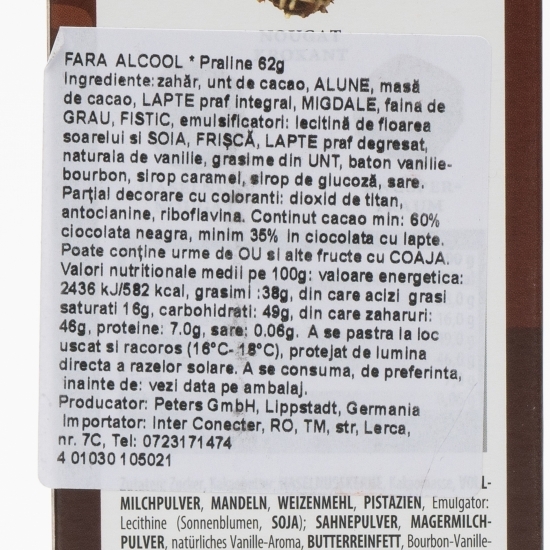 NOUGAT
KROKANT
FARA ALCOOL * Praline 62g
Ingrediente: zahăr, unt de cacao, ALUNE, masă
de cacao, LAPTE praf integral, MIGDALE, faina de
GRAU, FISTIC, emulsificatori: lecitină de floarea
soarelui si SOIA, FRIȘCĂ, LAPTE praf degresat,
naturala de vanilie, grasime din UNT, baton vanilie-
bourbon, sirop caramel, sirop de glucoză, sare.
Parțial decorare cu coloranti: dioxid de titan,
antocianine, riboflavina. Continut cacao min: 60%
ciocolata neagra, minim 35% in ciocolata cu lapte.
Poate conține urme de OU si alte fructe cu COAJA.
Valori nutritionale medii pe 100g: valoare energetica:
2436 kJ/582 kcal, grasimi :38g, din care acizi grasi
saturati 16g, carbohidrati: 49g, din care zaharuri:
46g, proteine: 7.0g, sare: 0.06g. A se pastra la loc
uscat si racoros (16°C- 18°C), protejat de lumina
directa a razelor solare. A se consuma, de preferinta,
inainte de: vezi data pe ambalaj.
Producator: Peters GmbH, Lippstadt, Germania
Importator: Inter Conecter, RO, TM, str, Lerca,
nr. 7C, Tel: 0723171474
4 01030 105021
MILCHPULVER, MANDELN, WEIZENMEHL, PISTAZIEN, Emulgator:
Lecithine (Sonnenblumen, SOJA); SAHNEPULVER, MAGERMILCH-
PULVER, natürliches Vanille-Aroma, BUTTERREINFETT, Bourbon-Vanille-